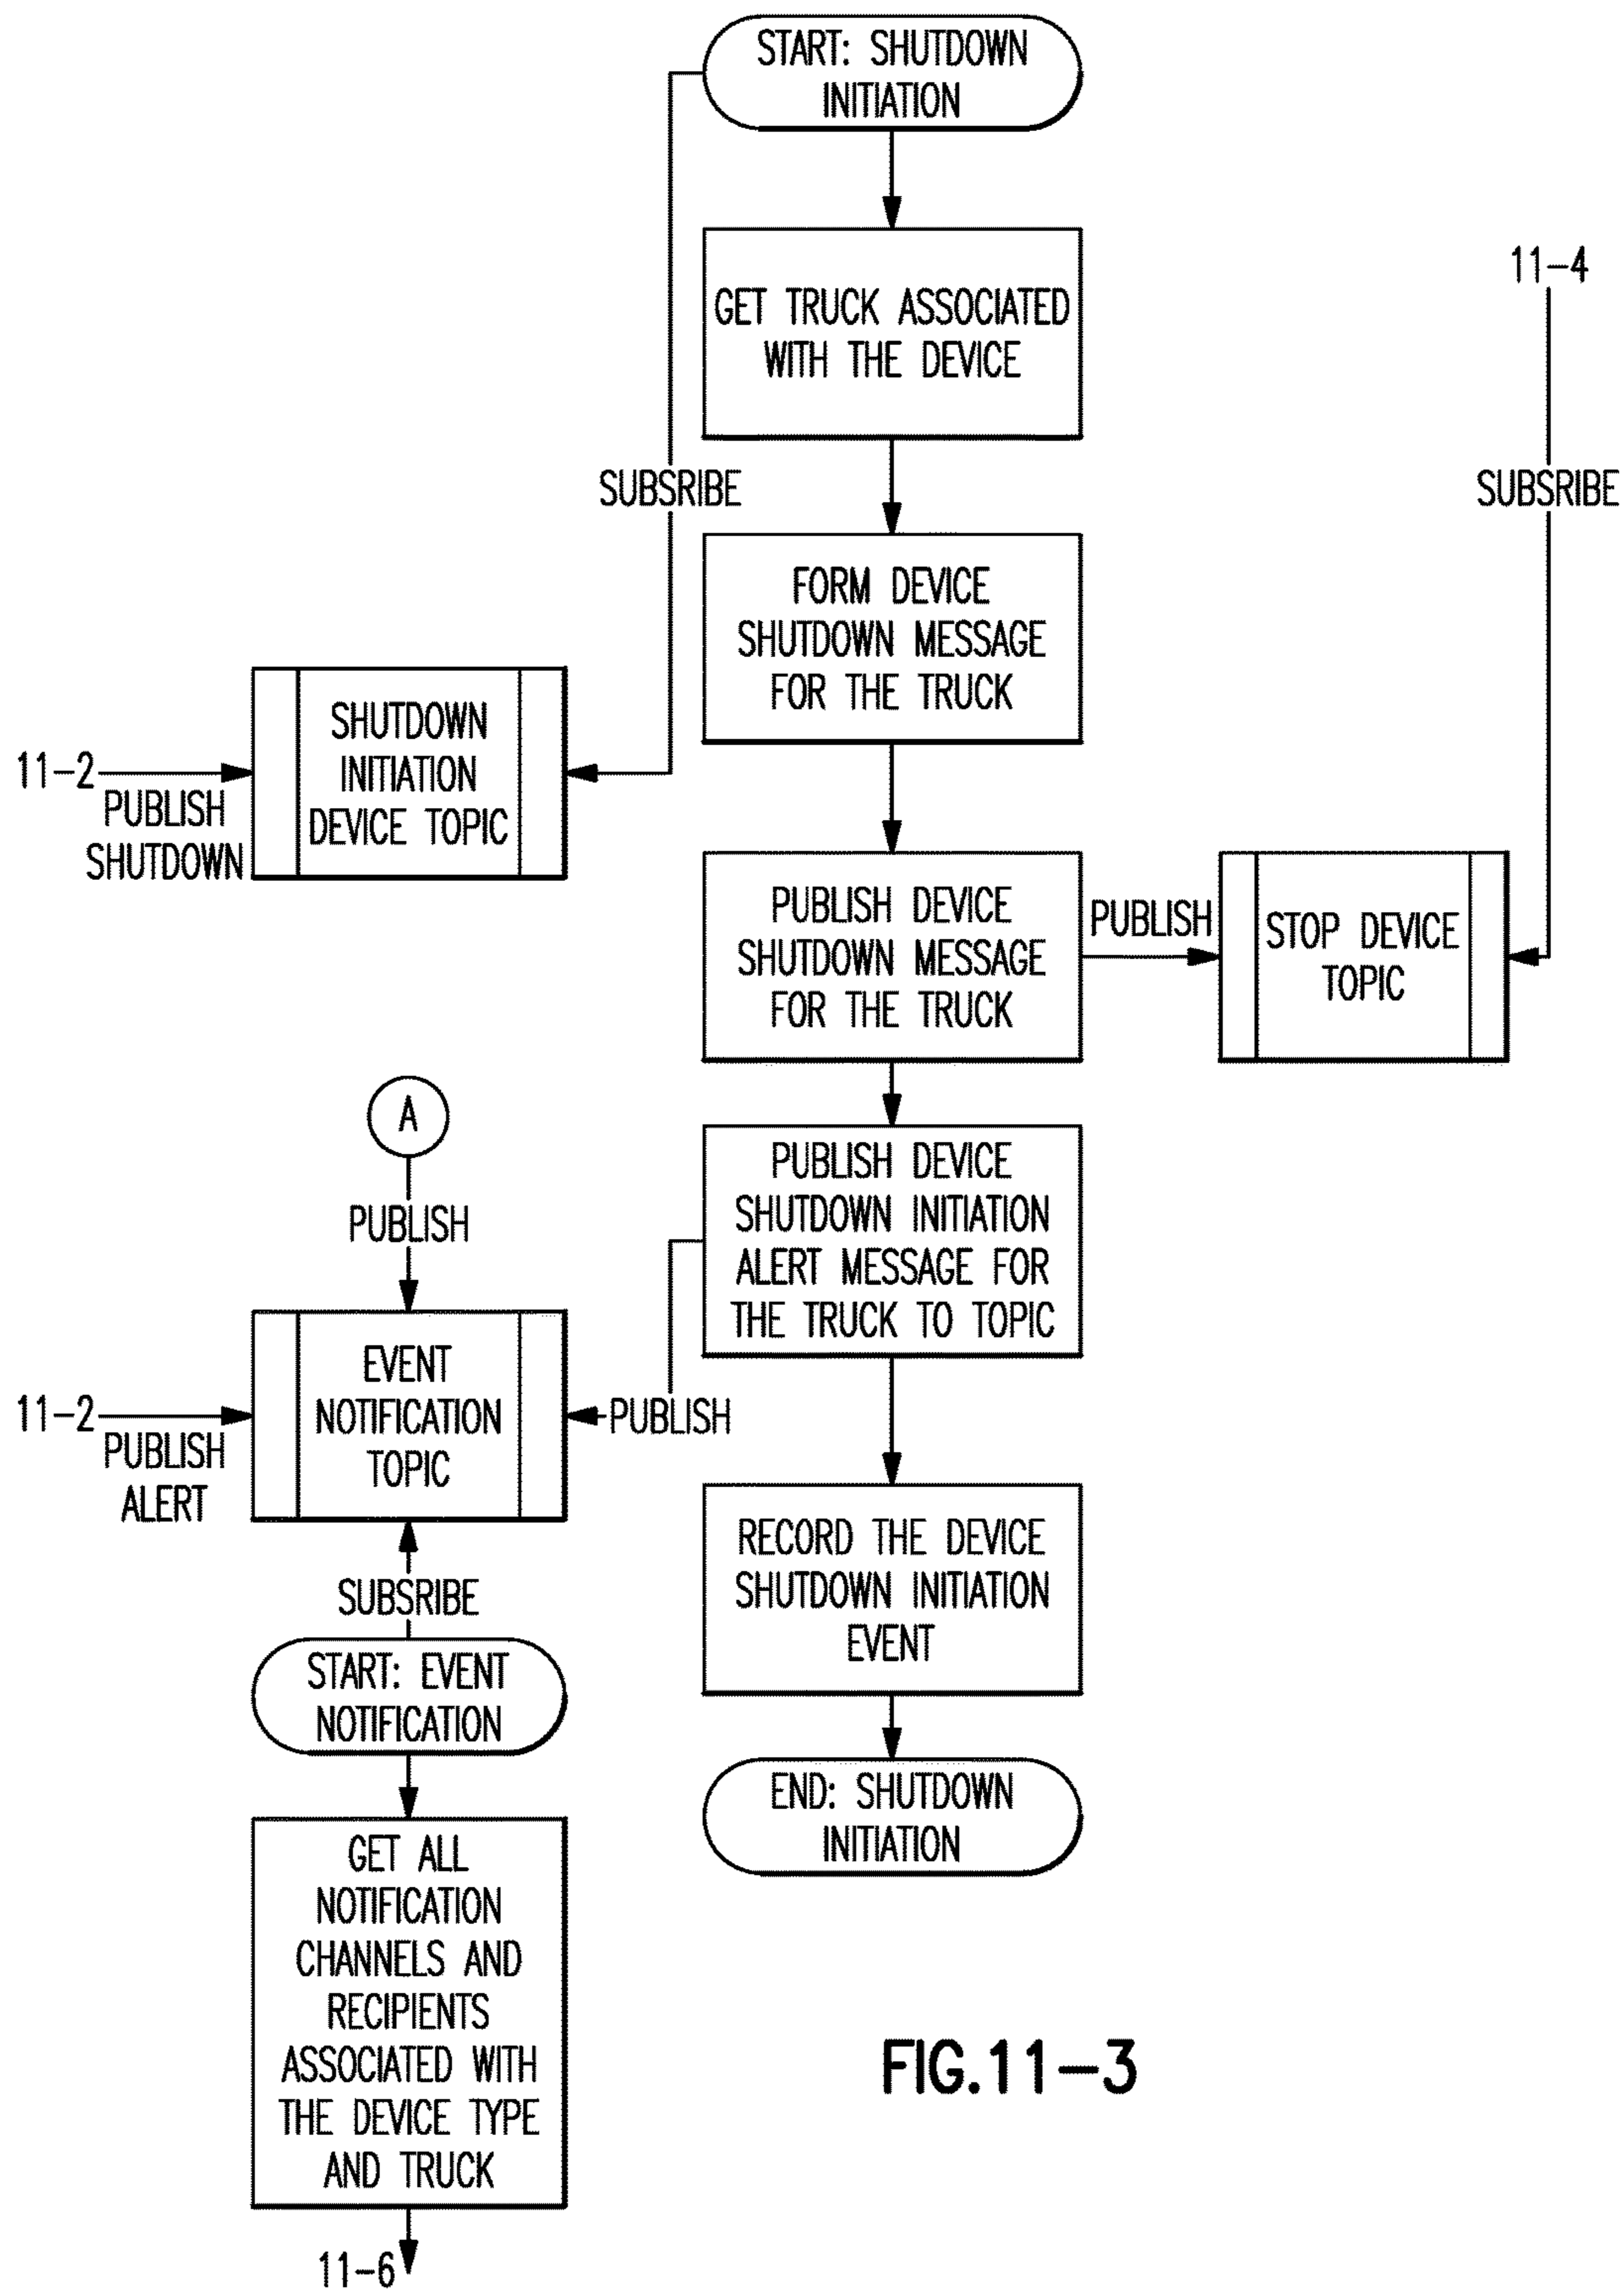 START: SHUTDOWN
INITIATION
GET TRUCK ASSOCIATED
WITH THE DEVICE
11-4
SUBSRIBE
SUBSRIBE
FORM DEVICE
SHUTDOWN MESSAGE
FOR THE TRUCK
SHUTDOWN
INITIATION
DEVICE TOPIC
11-2
PUBLISH
SHUTDOWN
PUBLISH DEVICE
SHUTDOWN MESSAGE
FOR THE TRUCK
PUBLISH
STOP DEVICE
TOPIC
A
PUBLISH
PUBLISH DEVICE
SHUTDOWN INITIATION
ALERT MESSAGE FOR
THE TRUCK TO TOPIC
EVENT
NOTIFICATION
TOPIC
11-2
PUBLISH
ALERT
PUBLISH
RECORD THE DEVICE
SHUTDOWN INITIATION
EVENT
SUBSRIBE
START: EVENT
NOTIFICATION
END: SHUTDOWN
INITIATION
GET ALL
NOTIFICATION
CHANNELS AND
RECIPIENTS
ASSOCIATED WITH
THE DEVICE TYPE
AND TRUCK
11-6
FIG.11-3